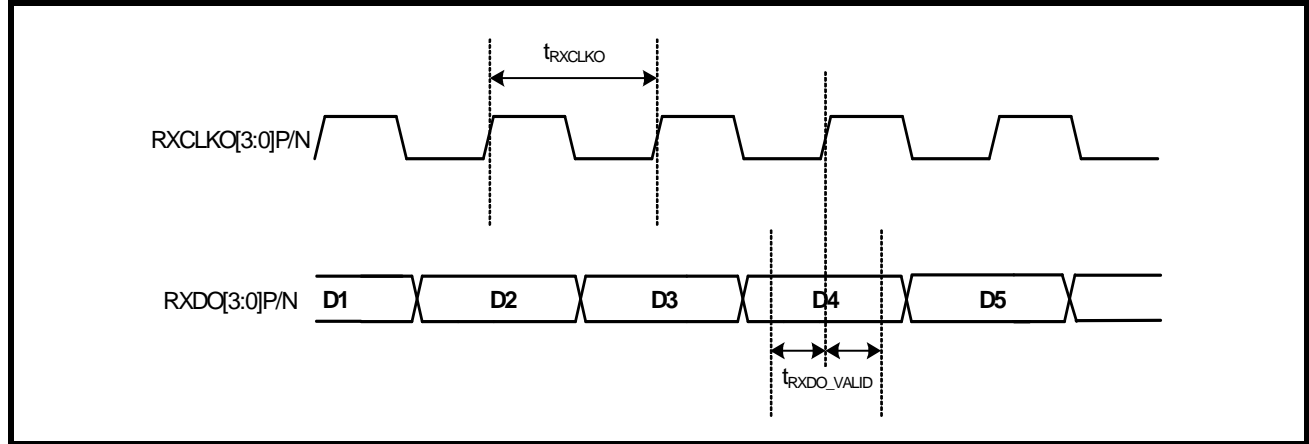 tRXCLKO
RXCLKO[3:0]P/N
RXDO[3:0]P/N D1 D2 D3 D4 D5
tRXDO_VALID